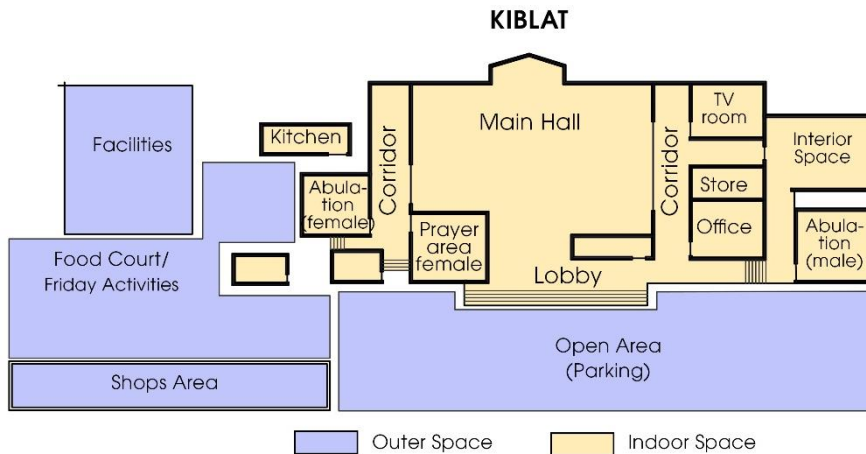 KIBLAT
Facilities
Kitchen
Corridor
Main Hall
Corridor
TV
room
Interior
Space
Abula-
tion
(female)
Store
Prayer
area
female
Office
Abula-
tion
(male)
Food Court/
Friday Activities
Lobby
Shops Area
Open Area
(Parking)
Outer Space
Indoor Space